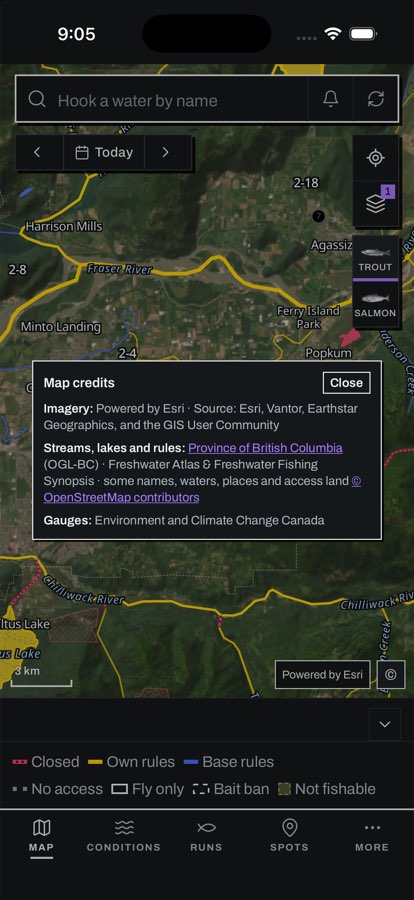 9:05
Hook a water by name
Today
2-18
7
1
Harrison Mills
Agassiz
TROUT
2-8
Fraser River
Ferry Island
Park
SALMON
Minto Landing
2-4
Popkum
Map credits
Close
Imagery: Powered by Esri · Source: Esri, Vantor, Earthstar
Geographics, and the GIS User Community
Streams, lakes and rules: Province of British Columbia
(OGL-BC) · Freshwater Atlas & Freshwater Fishing
Synopsis · some names, waters, places and access land ©
OpenStreetMap contributors
Gauges: Environment and Climate Change Canada
Chilliwack River
Chilliwack Riv
ltus Lake
us Lake
Creek
3 km
Powered by Esri
©
Closed
Own rules
Base rules
No access
Fly only
Bait ban
Not fishable
MAP
CONDITIONS
RUNS
SPOTS
MORE